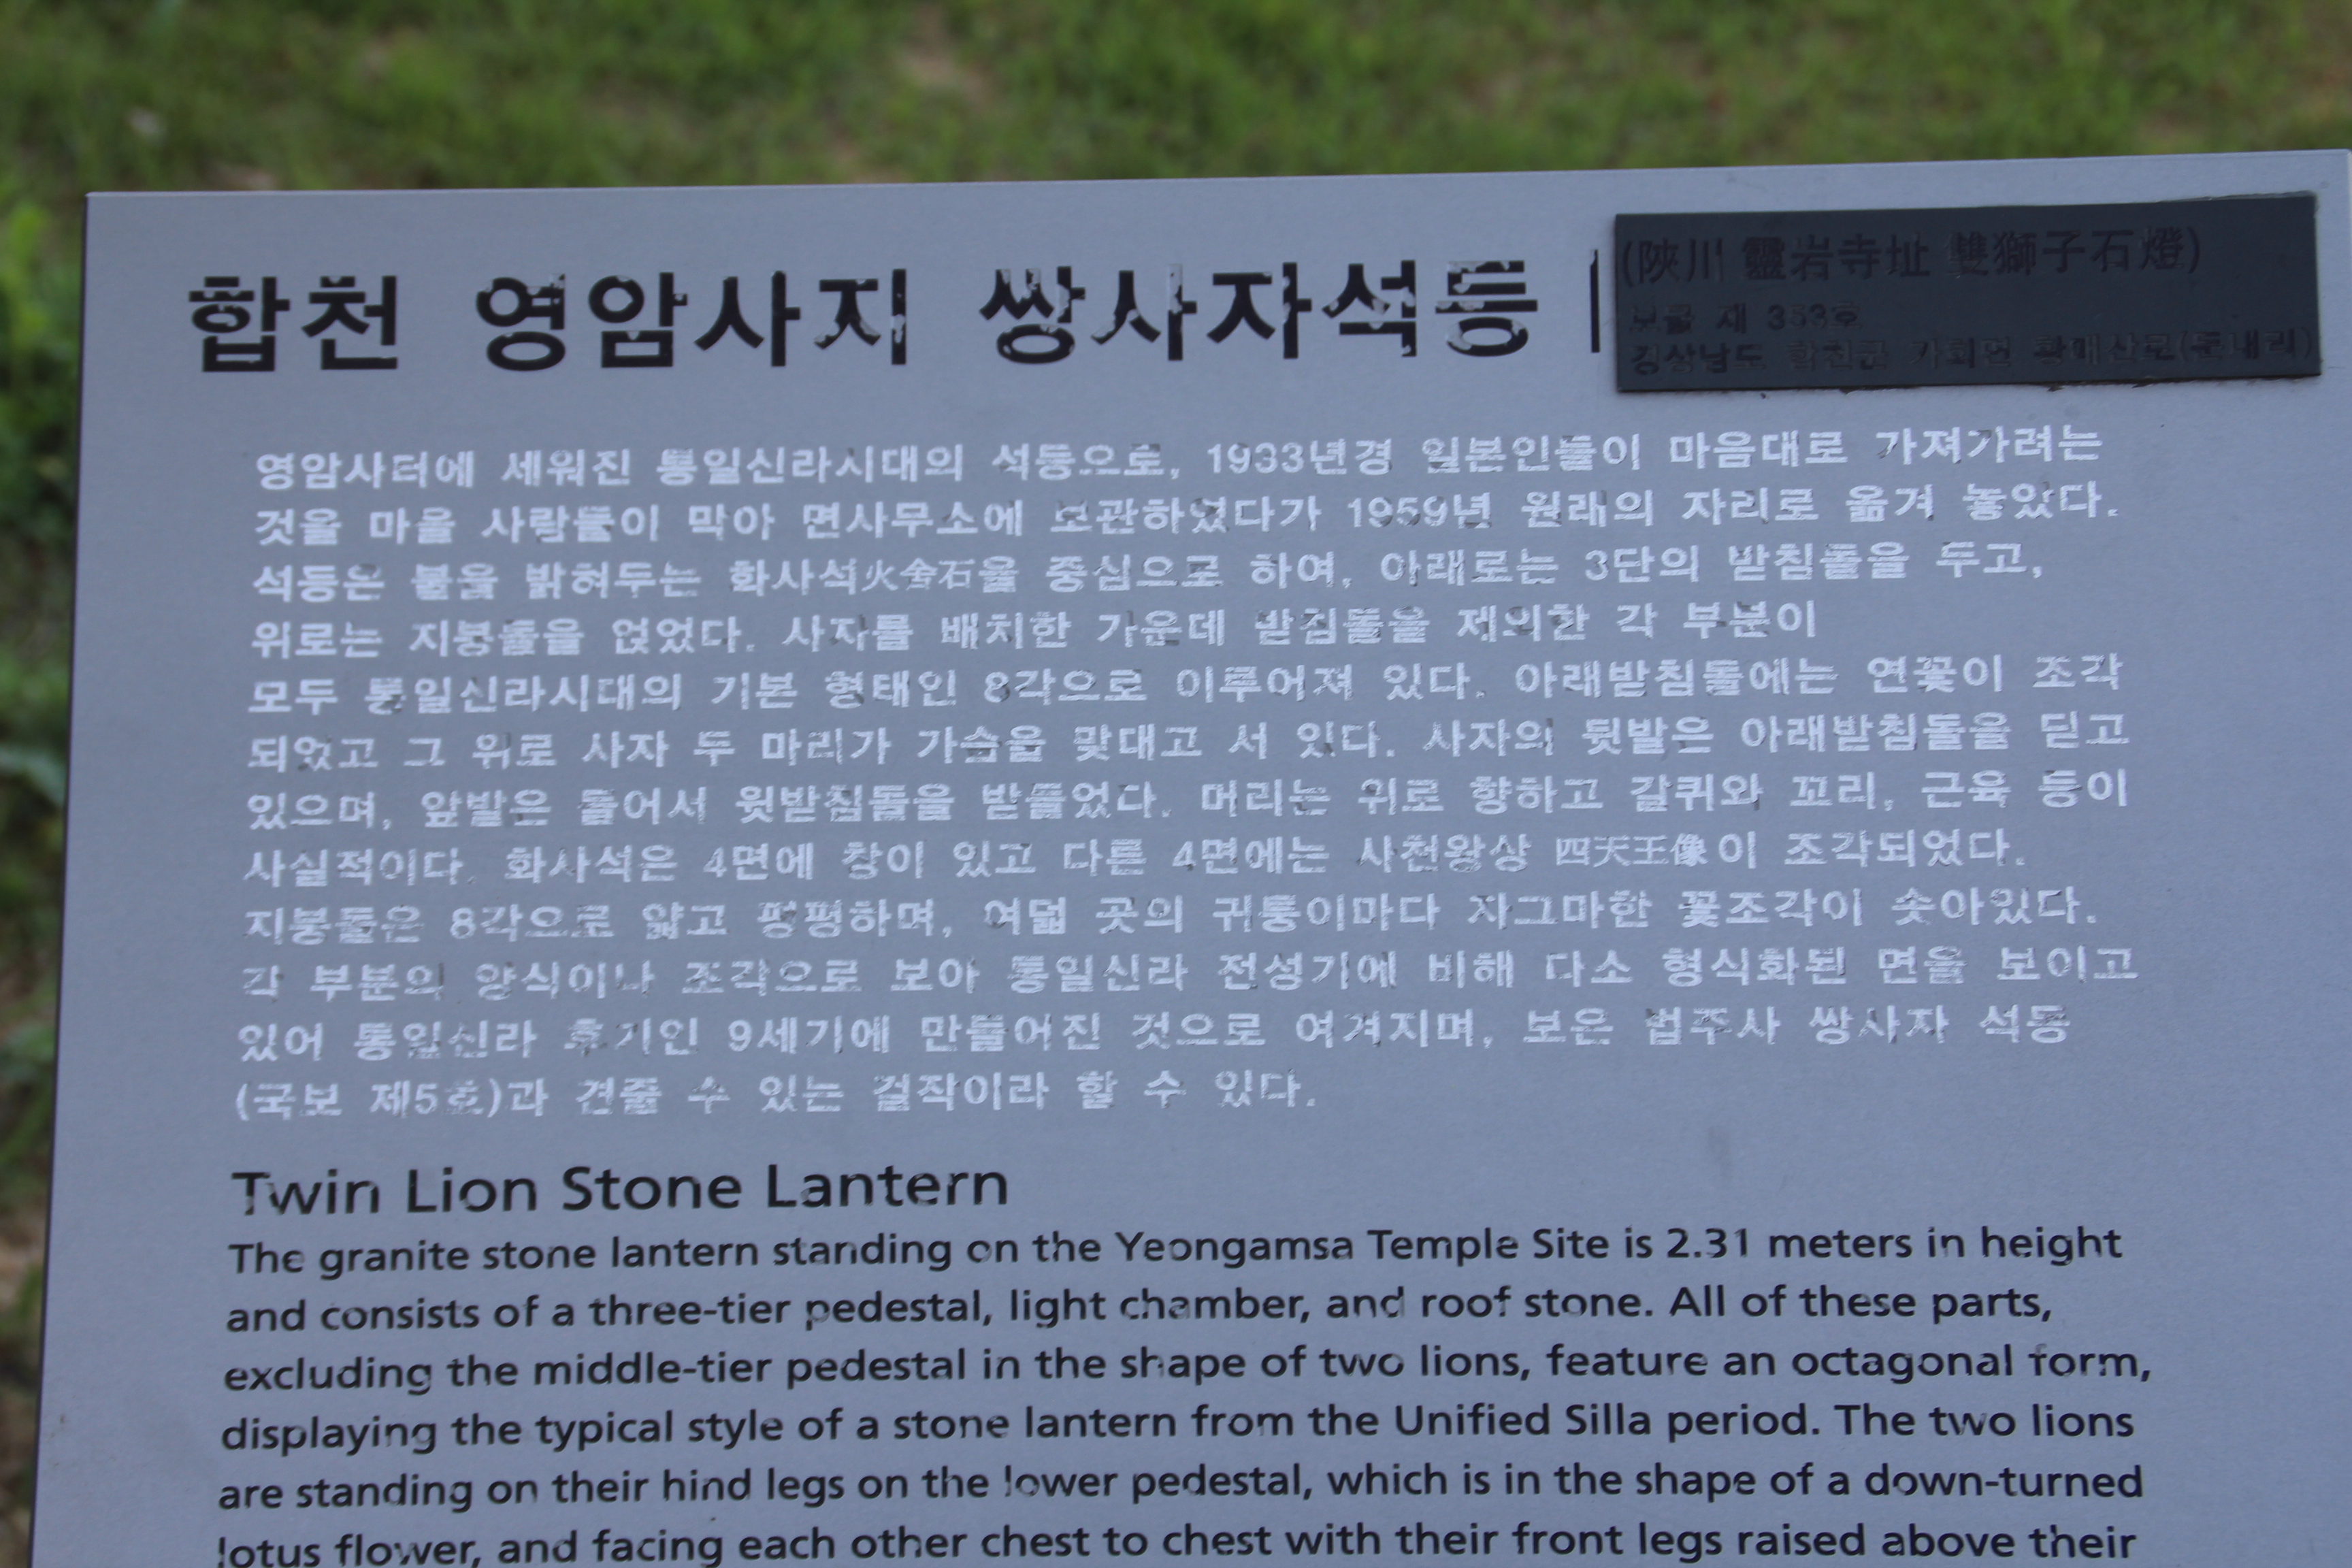 합천 영암사지 쌍사자석등
(陜川 靈岩寺址 雙獅子石燈)
보물 제 353호
경상남도 합천군 가회면 황매산로(둔내리)
영암사터에 세워진 통일신라시대의 석등으로, 1933년경 일본인들이 마음대로 가져가려는
것을 마을 사람들이 막아 면사무소에 보관하였다가 1959년 원래의 자리로 옮겨 놓았다.
석등은 불을 밝혀두는 화사석火舍石을 중심으로 하여, 아래로는 3단의 받침돌을 두고,
위로는 지붕돌을 얹었다. 사자를 배치한 가운데 받침돌을 제외한 각 부분이
모두 통일신라시대의 기본 형태인 8각으로 이루어져 있다. 아래받침돌에는 연꽃이 조각
되었고 그 위로 사자 두 마리가 가슴을 맞대고 서 있다. 사자의 뒷발은 아래받침돌을 딛고
있으며, 앞발은 들어서 윗받침돌을 받들었다. 머리는 위로 향하고 갈퀴와 꼬리, 근육 등이
사실적이다. 화사석은 4면에 창이 있고 다른 4면에는 사천왕상 四天王像이 조각되었다.
지붕돌은 8각으로 얇고 평평하며, 여덟 곳의 귀퉁이마다 자그마한 꽃조각이 솟아있다.
각 부분의 양식이나 조각으로 보아 통일신라 전성기에 비해 다소 형식화된 면을 보이고
있어 통일신라 후기인 9세기에 만들어진 것으로 여겨지며, 보은 법주사 쌍사자 석등
(국보 제5호)과 견줄 수 있는 걸작이라 할 수 있다.
Twin Lion Stone Lantern
The granite stone lantern standing on the Yeongamsa Temple Site is 2.31 meters in height
and consists of a three-tier pedestal, light chamber, and roof stone. All of these parts,
excluding the middle-tier pedestal in the shape of two lions, feature an octagonal form,
displaying the typical style of a stone lantern from the Unified Silla period. The two lions
are standing on their hind legs on the lower pedestal, which is in the shape of a down-turned
lotus flower, and facing each other chest to chest with their front legs raised above their